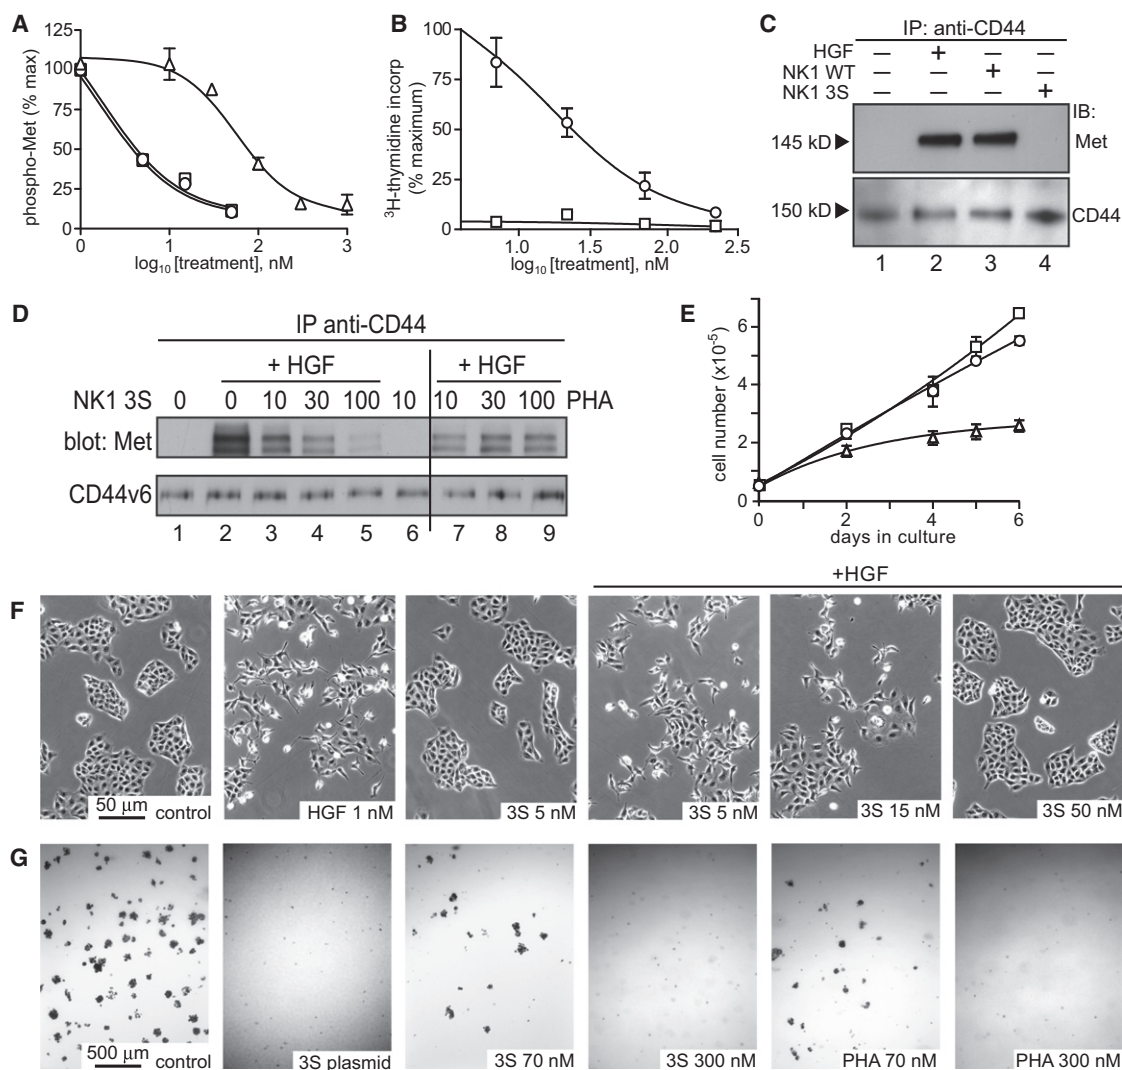 A
phospho-Met (% max)
125
100
75
50
25
0
0 1 2 3
log10 [treatment], nM
B
3H-thymidine incorp
(% maximum)
100
75
50
25
0
1.0 1.5 2.0 2.5
log10 [treatment], nM
C
IP: anti-CD44
HGF – + – –
NK1 WT – – + –
NK1 3S – – – +
IB:
145 kD Met
150 kD CD44
1 2 3 4
D
IP anti-CD44
+ HGF + HGF
NK1 3S 0 0 10 30 100 10 10 30 100 PHA
blot: Met
CD44v6
1 2 3 4 5 6 7 8 9
E
cell number (x10-5)
6
4
2
0
0 2 4 6
days in culture
+HGF
F
50 μm control
HGF 1 nM
3S 5 nM
3S 5 nM
3S 15 nM
3S 50 nM
G
500 μm control
3S plasmid
3S 70 nM
3S 300 nM
PHA 70 nM
PHA 300 nM